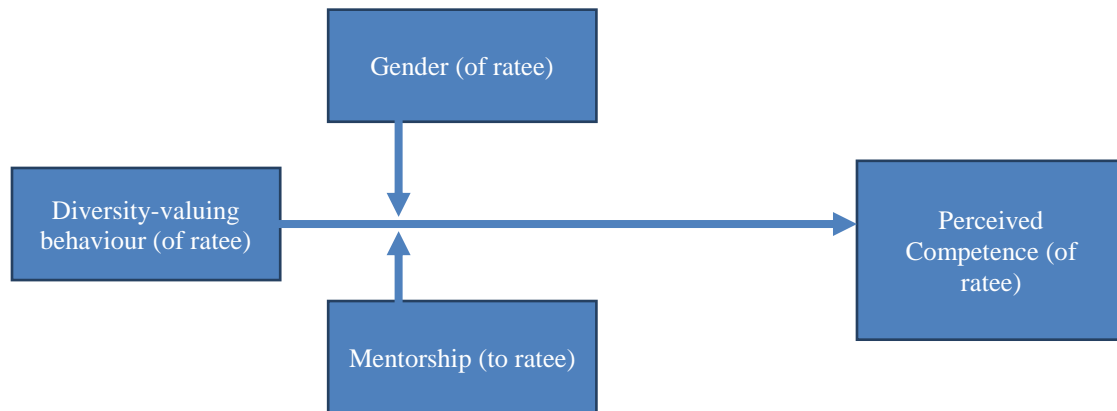 Gender (of ratee)
Diversity-valuing
behaviour (of ratee)
Perceived
Competence (of
ratee)
Mentorship (to ratee)